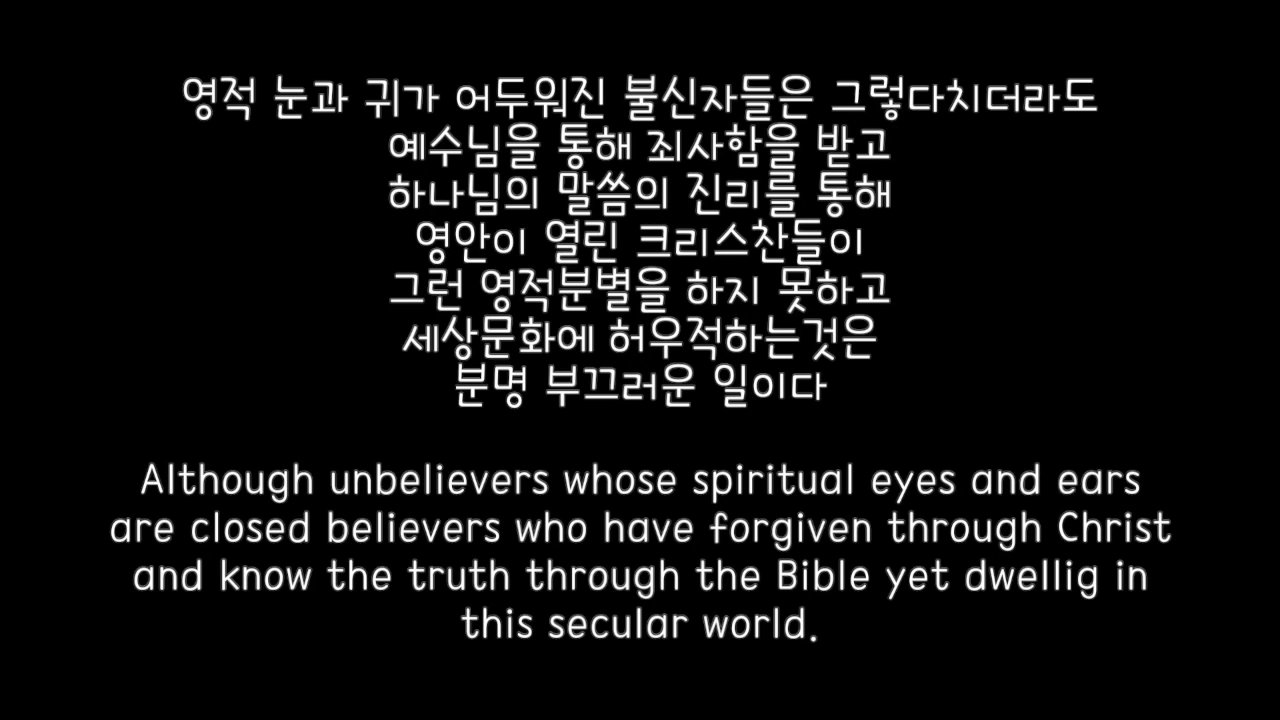 영적 눈과 귀가 어두워진 불신자들은 그렇다치더라도
예수님을 통해 죄사함을 받고
하나님의 말씀의 진리를 통해
영안이 열린 크리스찬들이
그런 영적분별을 하지 못하고
세상문화에 허우적하는것은
분명 부끄러운 일이다
Although unbelievers whose spiritual eyes and ears
are closed believers who have forgiven through Christ
and know the truth through the Bible yet dwellig in
this secular world.